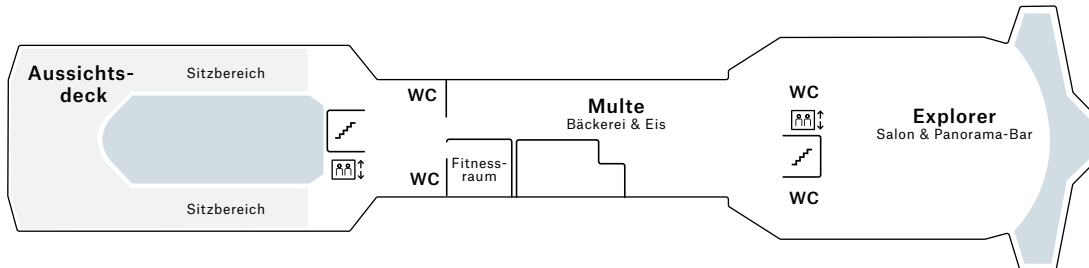 Aussichts-
deck
Sitzbereich
Sitzbereich
WC
WC
Fitness-
raum
Multe
Bäckerei & Eis
WC
WC
Explorer
Salon & Panorama-Bar